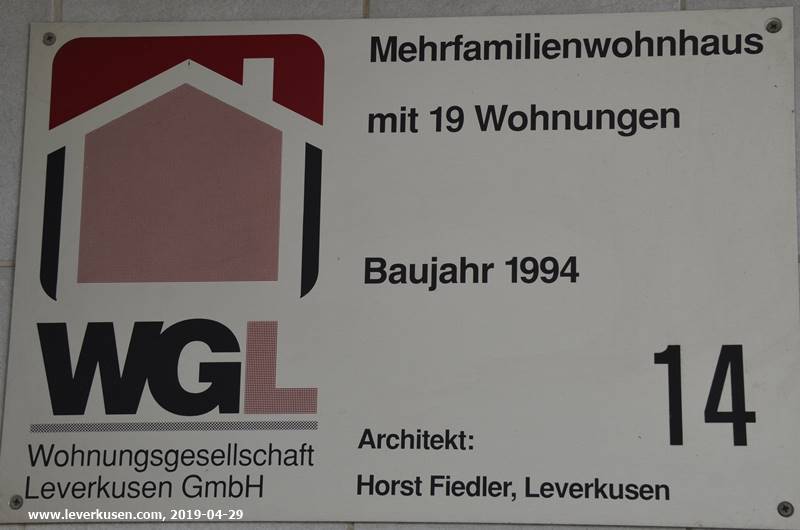 Mehrfamilienwohnhaus
mit 19 Wohnungen
Baujahr 1994
14
WGL
Wohnungsgesellschaft
Leverkusen GmbH
Architekt:
Horst Fiedler, Leverkusen
www.leverkusen.com, 2019-04-29